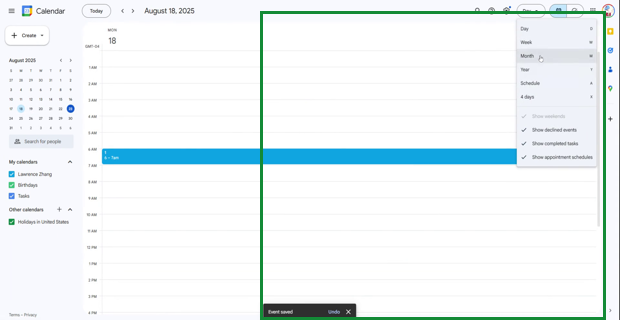 Calendar
Today
August 18, 2025
Day
Create
MON
18
GMT-04
August 2025
S M T W T F S
27 28 29 30 31 1 2
3 4 5 6 7 8 9
10 11 12 13 14 15 16
17 18 19 20 21 22 23
24 25 26 27 28 29 30
31 1 2 3 4 5 6
Search for people
My calendars
Lawrence Zhang
Birthdays
Tasks
Other calendars
Holidays in United States
Terms – Privacy
1 AM
2 AM
3 AM
4 AM
5 AM
6 AM
7 AM
8 AM
9 AM
10 AM
11 AM
12 PM
1 PM
2 PM
3 PM
4 PM
6 – 7am
Day D
Week W
Month M
Year Y
Schedule A
4 days X
Show weekends
Show declined events
Show completed tasks
Show appointment schedules
Event saved
Undo